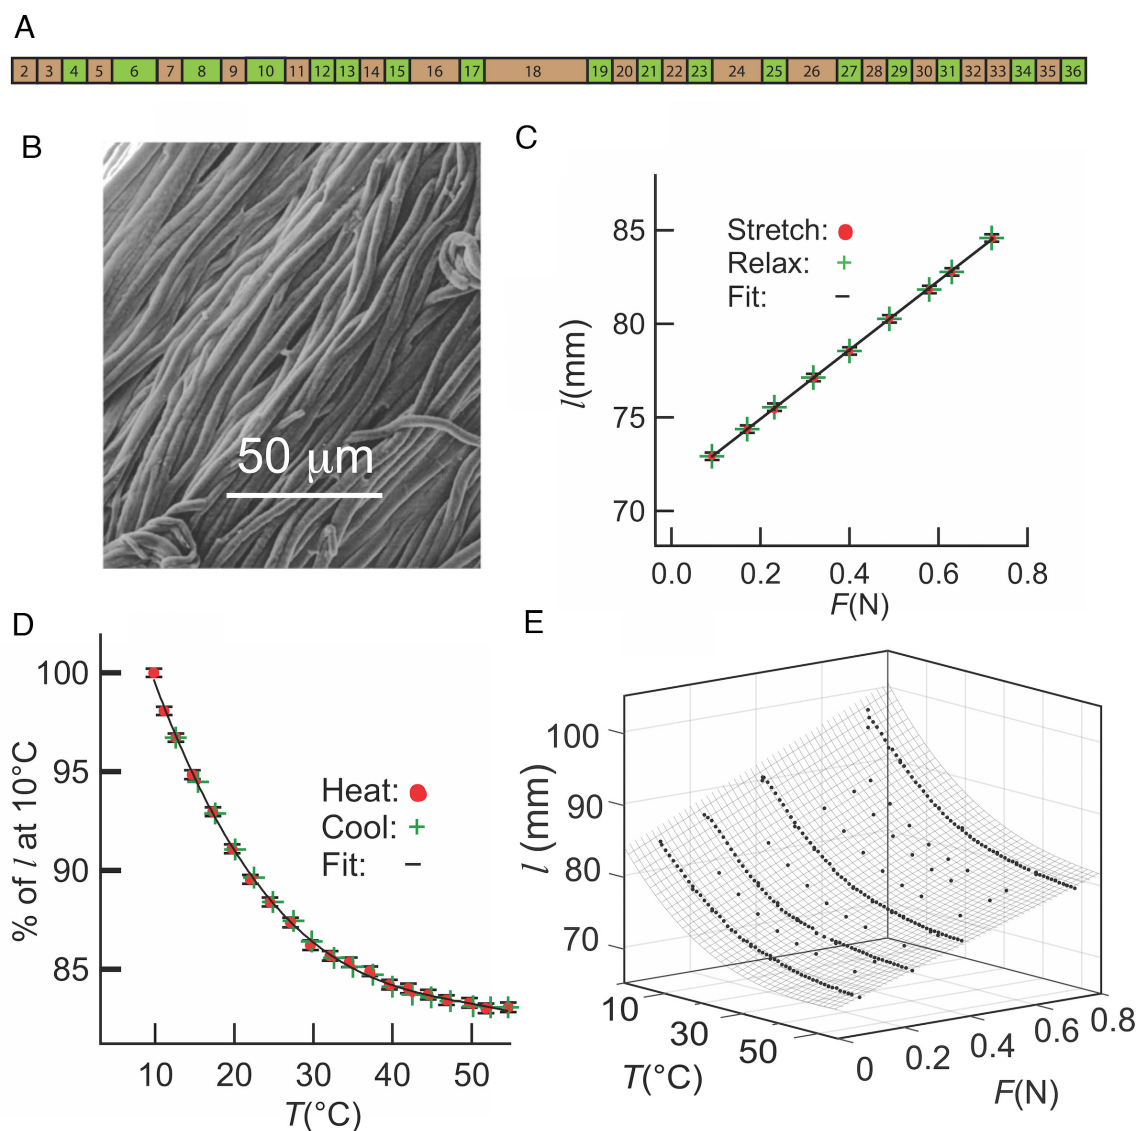 A
2 3 4 5 6 7 8 9 10 11 12 13 14 15 16 17 18 19 20 21 22 23 24 25 26 27 28 29 30 31 32 33 34 35 36
B
50 μm
C
85
80
75
70
l(mm)
Stretch:
Relax:
Fit:
0.0 0.2 0.4 0.6 0.8
F(N)
D
100
95
90
85
% of l at 10°C
Heat:
Cool:
Fit:
10 20 30 40 50
T(°C)
E
100
90
80
70
l (mm)
10 30 50
T(°C)
0 0.2 0.4 0.6 0.8
F(N)